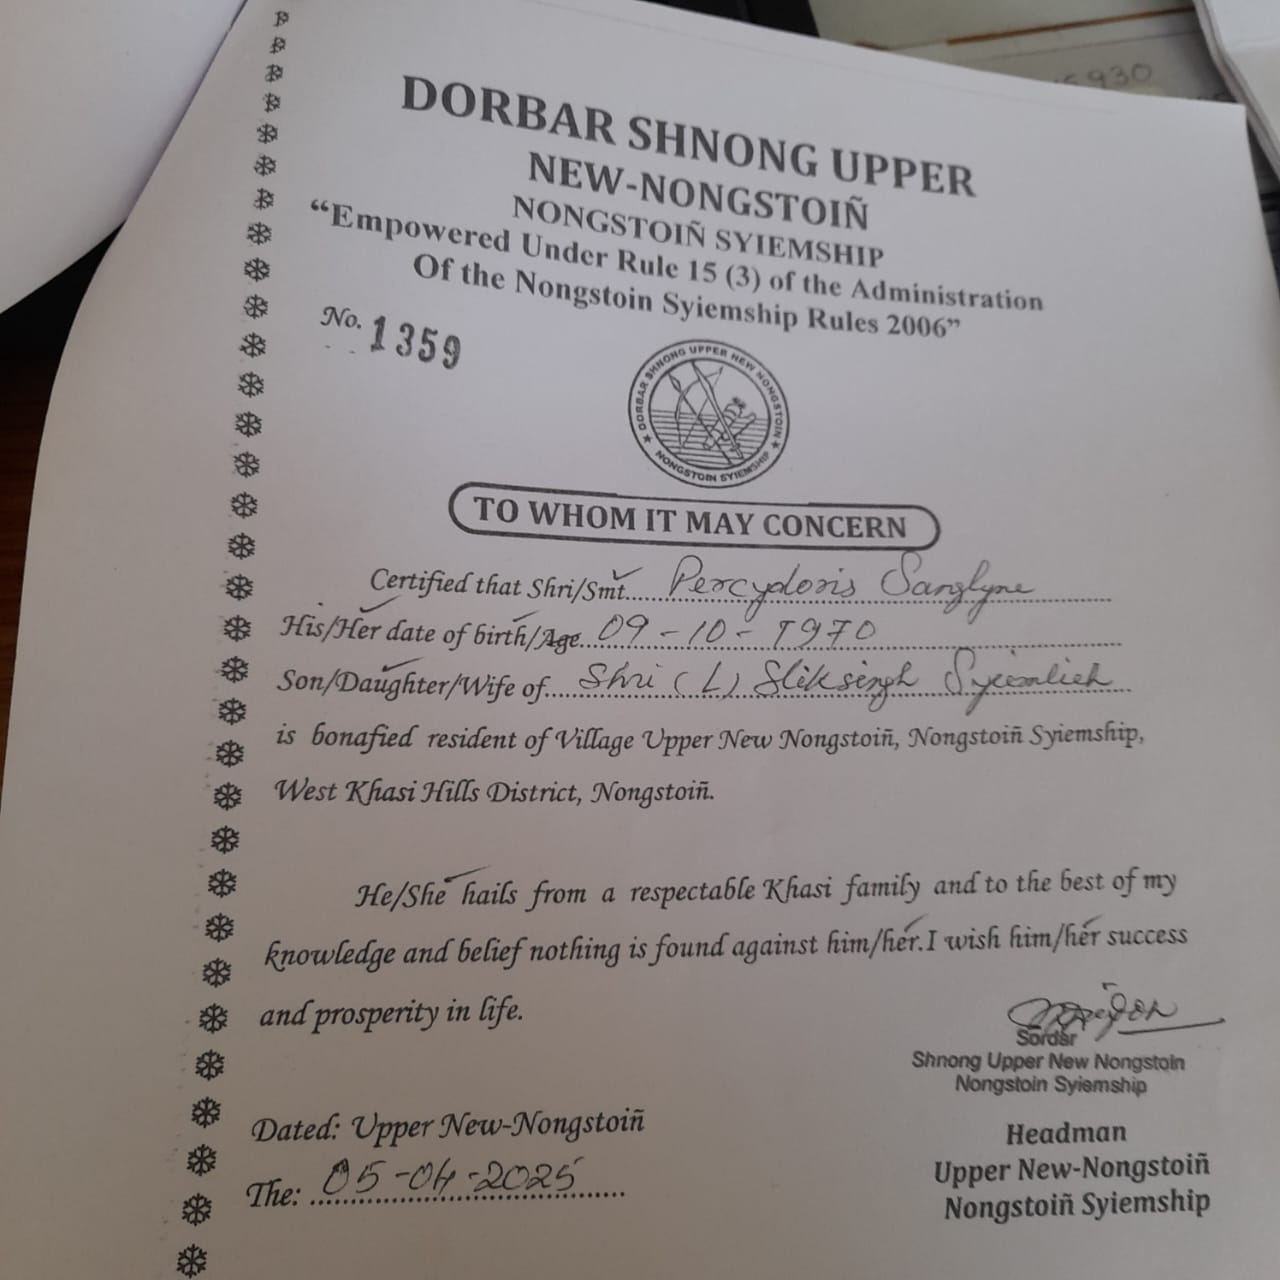 930
DORBAR SHNONG UPPER
NEW-NONGSTOIÑ
NONGSTOIÑ SYIEMSHIP
“Empowered Under Rule 15 (3) of the Administration
Of the Nongstoin Syiemship Rules 2006”
No. 1359
DORBAR SHNONG UPPER NEW NONGSTOIN
NONGSTOIN SYIEMSHIP
TO WHOM IT MAY CONCERN
Certified that Shri/Smt. Percydoris Sanglyne
His/Her date of birth/Age 09-10-1970
Son/Daughter/Wife of Shri (L) Sliksingh Syiemlieh
is bonafied resident of Village Upper New Nongstoiñ, Nongstoiñ Syiemship,
West Khasi Hills District, Nongstoiñ.
He/She hails from a respectable Khasi family and to the best of my
knowledge and belief nothing is found against him/her. I wish him/her success
and prosperity in life.
Sordar
Shnong Upper New Nongstoin
Nongstoin Syiemship
Dated: Upper New-Nongstoiñ
The: 05-04-2025
Headman
Upper New-Nongstoiñ
Nongstoiñ Syiemship